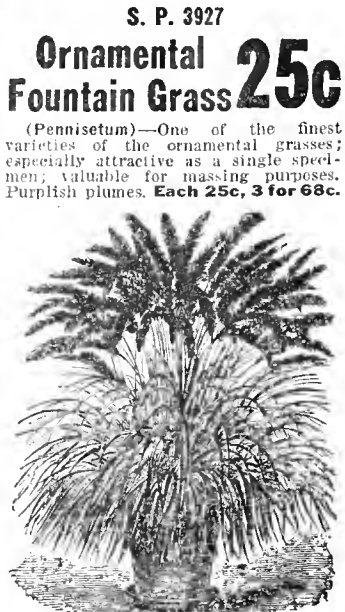 S. P. 3927
Ornamental
Fountain Grass 25c
(Pennisetum)—One of the finest
varieties of the ornamental grasses;
especially attractive as a single speci-
men; valuable for massing purposes.
Purplish plumes. Each 25c, 3 for 68c.